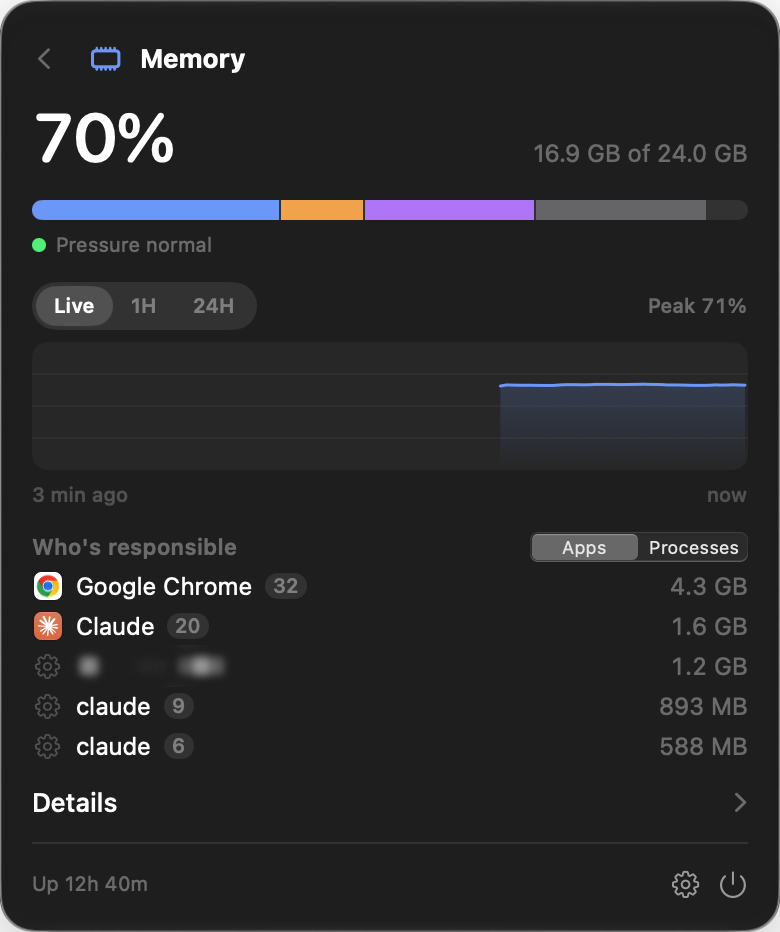 Memory
70%
16.9 GB of 24.0 GB
Pressure normal
Live 1H 24H
Peak 71%
3 min ago
now
Who's responsible
Apps Processes
Google Chrome 32
4.3 GB
Claude 20
1.6 GB
1.2 GB
claude 9
893 MB
claude 6
588 MB
Details
Up 12h 40m